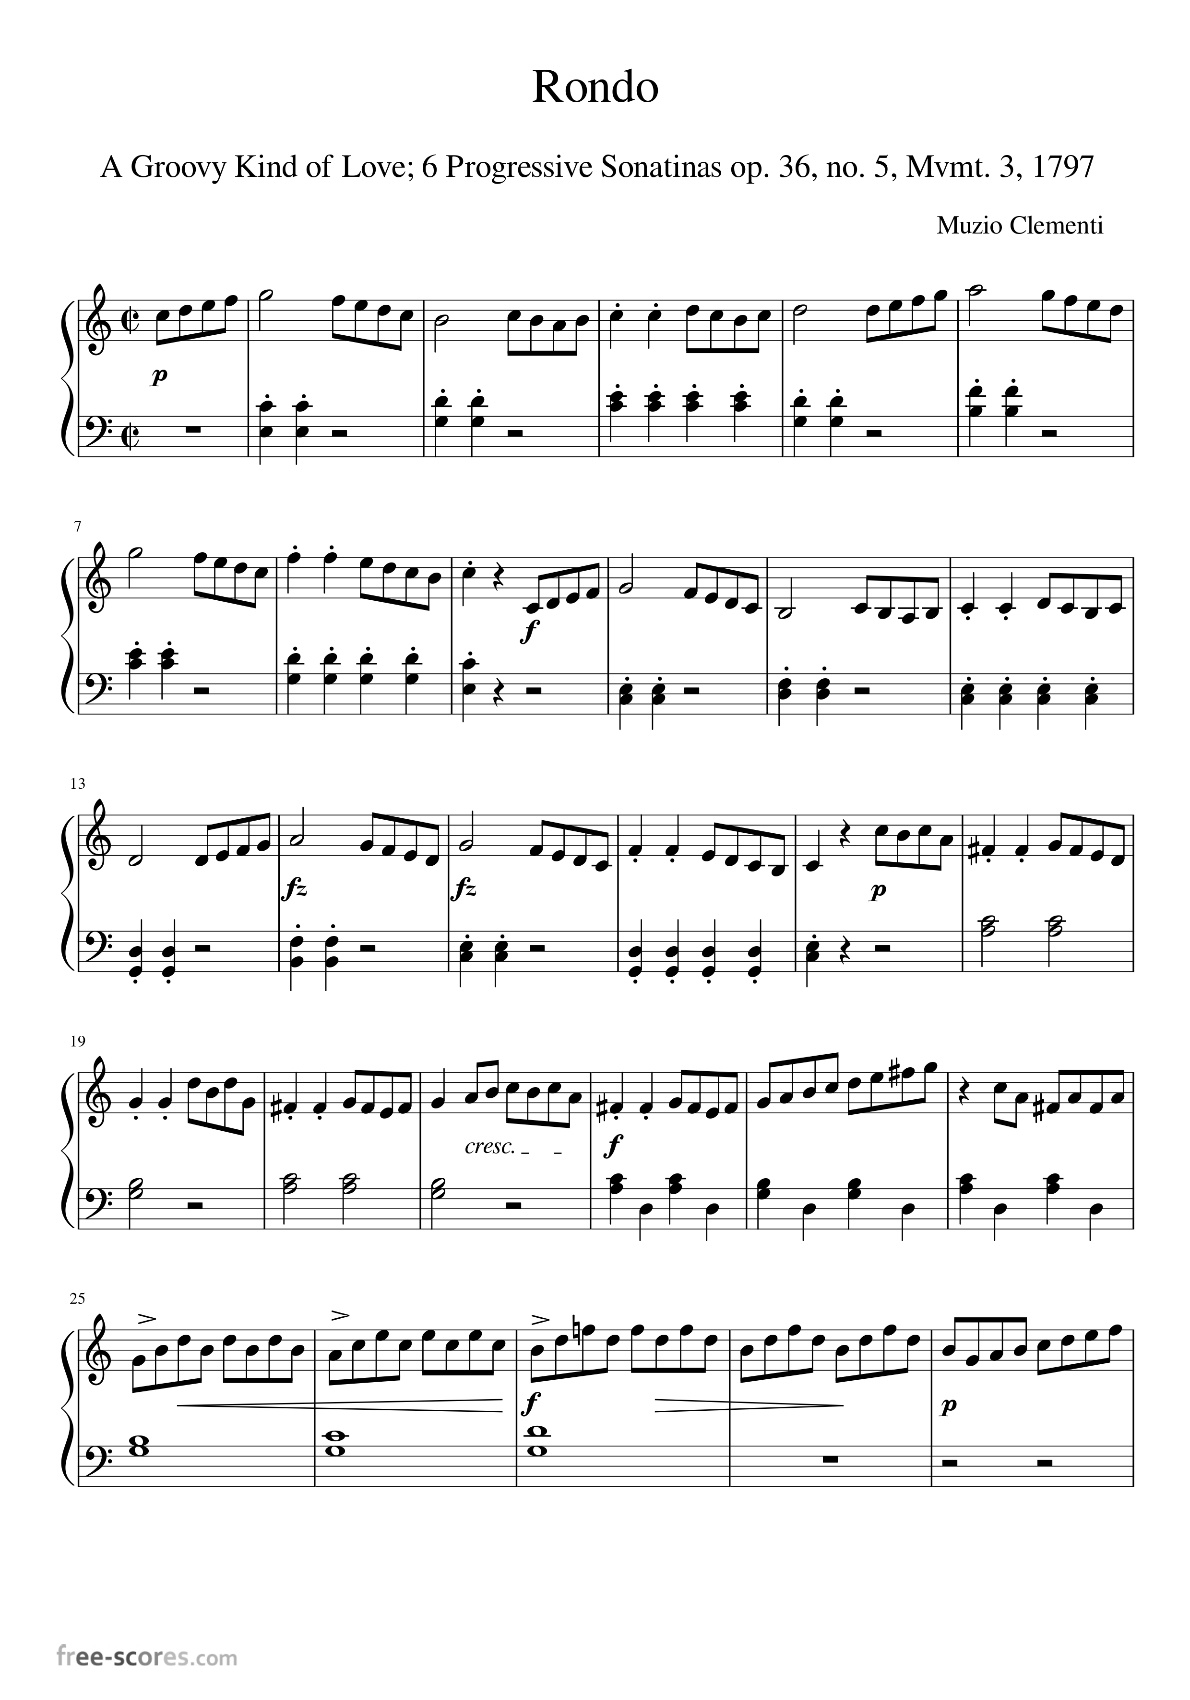 Rondo
A Groovy Kind of Love; 6 Progressive Sonatinas op. 36, no. 5, Mvmt. 3, 1797
Muzio Clementi
p
7
f
13
fz fz p
19
cresc. f
25
f p
free-scores.com